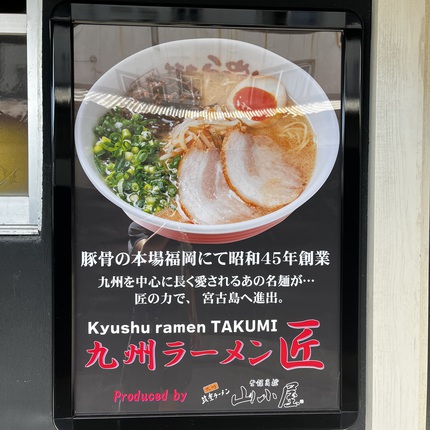 豚骨の本場福岡にて昭和45年創業
九州を中心に長く愛されるあの名麺が…
匠の力で、宮古島へ進出。
Kyushu ramen TAKUMI
九州ラーメン 匠
Produced by
筑豊ラーメン
山小屋